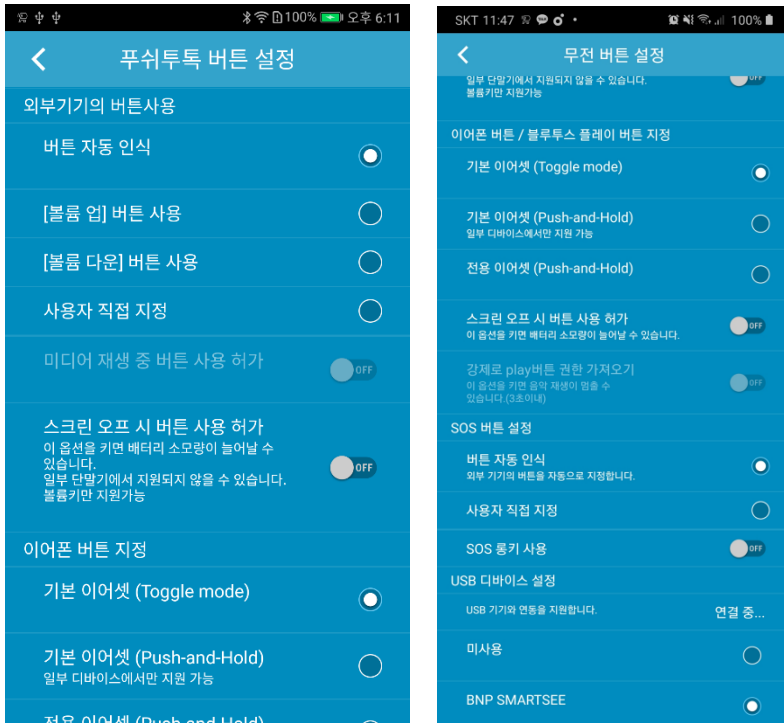 100% 오후 6:11
푸쉬투톡 버튼 설정
외부기기의 버튼사용
버튼 자동 인식
[볼륨 업] 버튼 사용
[볼륨 다운] 버튼 사용
사용자 직접 지정
미디어 재생 중 버튼 사용 허가
OFF
스크린 오프 시 버튼 사용 허가
이 옵션을 키면 배터리 소모량이 늘어날 수
있습니다.
일부 단말기에서 지원되지 않을 수 있습니다.
볼륨키만 지원가능
OFF
이어폰 버튼 지정
기본 이어셋 (Toggle mode)
기본 이어셋 (Push-and-Hold)
일부 디바이스에서만 지원 가능
전용 이어셋 (Push-and-Hold)
SKT 11:47
100%
무전 버튼 설정
일부 단말기에서 지원되지 않을 수 있습니다.
볼륨키만 지원가능
OFF
이어폰 버튼 / 블루투스 플레이 버튼 지정
기본 이어셋 (Toggle mode)
기본 이어셋 (Push-and-Hold)
일부 디바이스에서만 지원 가능
전용 이어셋 (Push-and-Hold)
스크린 오프 시 버튼 사용 허가
이 옵션을 키면 배터리 소모량이 늘어날 수 있습니다.
OFF
강제로 play버튼 권한 가져오기
이 옵션을 키면 음악 재생이 멈출 수
있습니다.(3초이내)
OFF
SOS 버튼 설정
버튼 자동 인식
외부 기기의 버튼을 자동으로 지정합니다.
사용자 직접 지정
SOS 롱키 사용
OFF
USB 디바이스 설정
USB 기기와 연동을 지원합니다.
연결 중...
미사용
BNP SMARTSEE